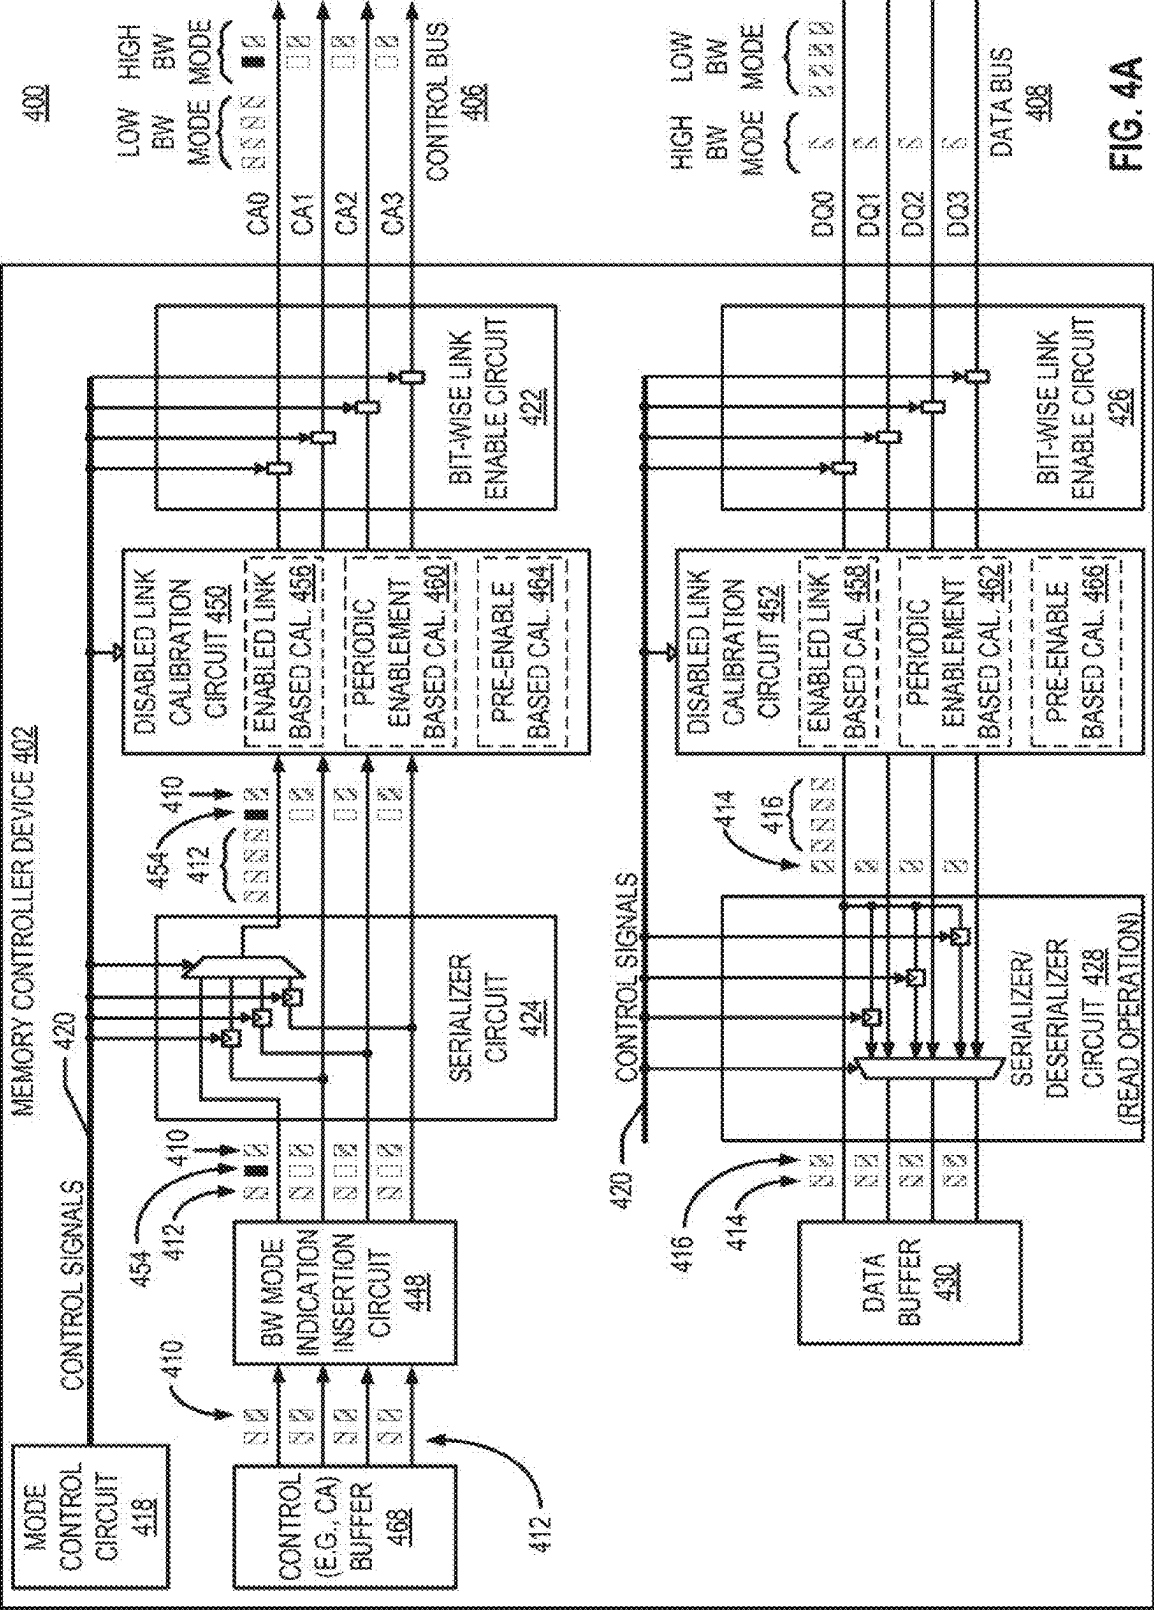 400
MEMORY CONTROLLER DEVICE 402
MODE
CONTROL
CIRCUIT
418
CONTROL SIGNALS
420
CONTROL
(E.G., CA)
BUFFER
468
410
412
BW MODE
INDICATION
INSERTION
CIRCUIT
448
454
412
410
SERIALIZER
CIRCUIT
424
412
454
410
DISABLED LINK
CALIBRATION
CIRCUIT 450
ENABLED LINK
BASED CAL. 456
PERIODIC
ENABLEMENT
BASED CAL. 460
PRE-ENABLE
BASED CAL. 464
BIT-WISE LINK
ENABLE CIRCUIT
422
CA0
CA1
CA2
CA3
LOW
BW
MODE
HIGH
BW
MODE
CONTROL BUS
406
DATA
BUFFER
430
416
414
420
CONTROL SIGNALS
SERIALIZER/
DESERIALIZER
CIRCUIT 428
(READ OPERATION)
414
416
DISABLED LINK
CALIBRATION
CIRCUIT 452
ENABLED LINK
BASED CAL. 458
PERIODIC
ENABLEMENT
BASED CAL. 462
PRE-ENABLE
BASED CAL. 466
BIT-WISE LINK
ENABLE CIRCUIT
426
DQ0
DQ1
DQ2
DQ3
HIGH
BW
MODE
LOW
BW
MODE
DATA BUS
408
FIG. 4A